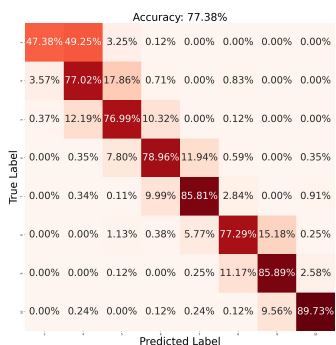 Accuracy: 77.38%
True Label
47.38% 49.25% 3.25% 0.12% 0.00% 0.00% 0.00% 0.00%
3.57% 77.02% 17.86% 0.71% 0.00% 0.83% 0.00% 0.00%
0.37% 12.19% 76.99% 10.32% 0.00% 0.12% 0.00% 0.00%
0.00% 0.35% 7.80% 78.96% 11.94% 0.59% 0.00% 0.35%
0.00% 0.34% 0.11% 9.99% 85.81% 2.84% 0.00% 0.91%
0.00% 0.00% 1.13% 0.38% 5.77% 77.29% 15.18% 0.25%
0.00% 0.00% 0.12% 0.00% 0.25% 11.17% 85.89% 2.58%
0.00% 0.24% 0.00% 0.12% 0.24% 0.12% 9.56% 89.73%
Predicted Label